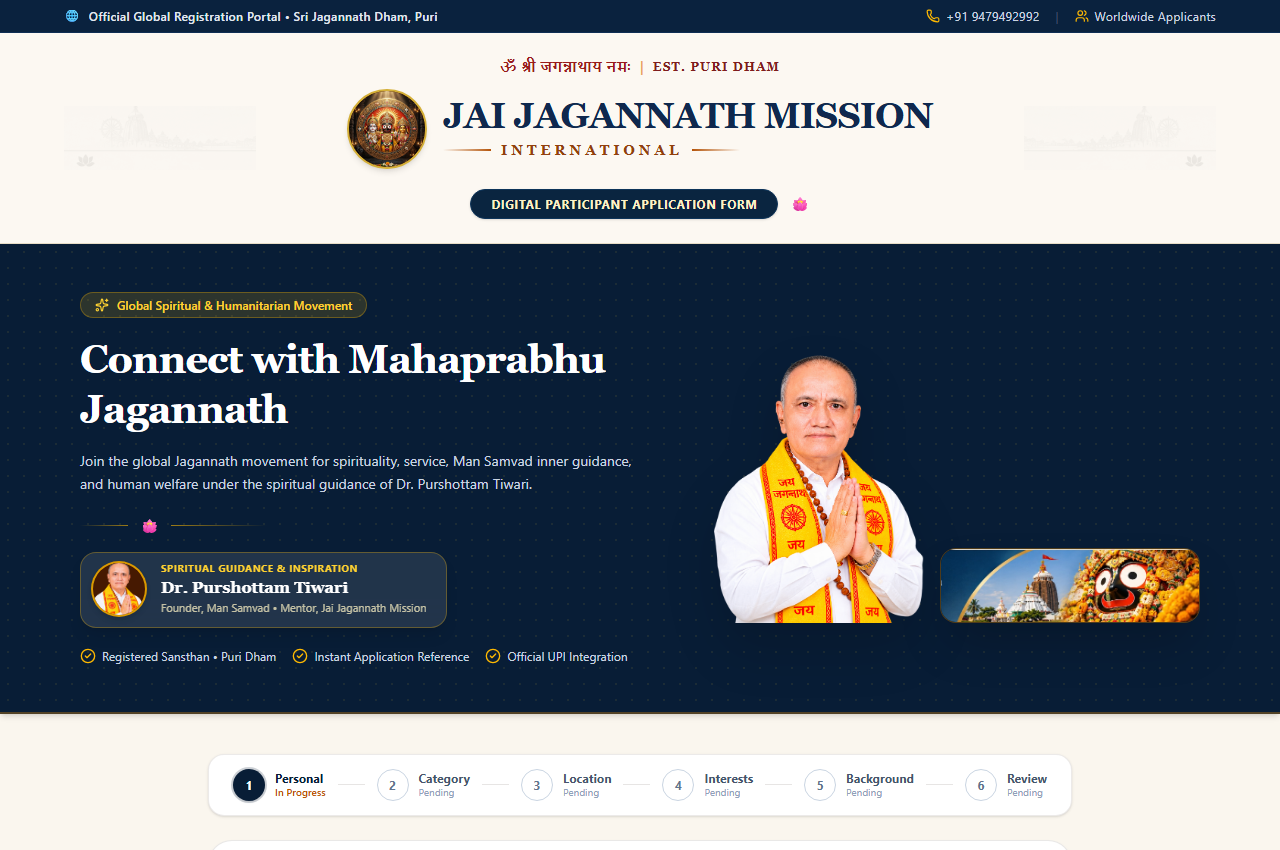 Official Global Registration Portal • Sri Jagannath Dham, Puri
+91 9479492992 | Worldwide Applicants
ॐ श्री जगन्नाथाय नमः | EST. PURI DHAM
JAI JAGANNATH MISSION
INTERNATIONAL
DIGITAL PARTICIPANT APPLICATION FORM
Global Spiritual & Humanitarian Movement
Connect with Mahaprabhu
Jagannath
Join the global Jagannath movement for spirituality, service, Man Samvad inner guidance,
and human welfare under the spiritual guidance of Dr. Purshottam Tiwari.
SPIRITUAL GUIDANCE & INSPIRATION
Dr. Purshottam Tiwari
Founder, Man Samvad • Mentor, Jai Jagannath Mission
Registered Sansthan • Puri Dham
Instant Application Reference
Official UPI Integration
जय
जगन्नाथ
जय
जय
जय
जगन्नाथ
जय
जय
1
Personal
In Progress
2
Category
Pending
3
Location
Pending
4
Interests
Pending
5
Background
Pending
6
Review
Pending